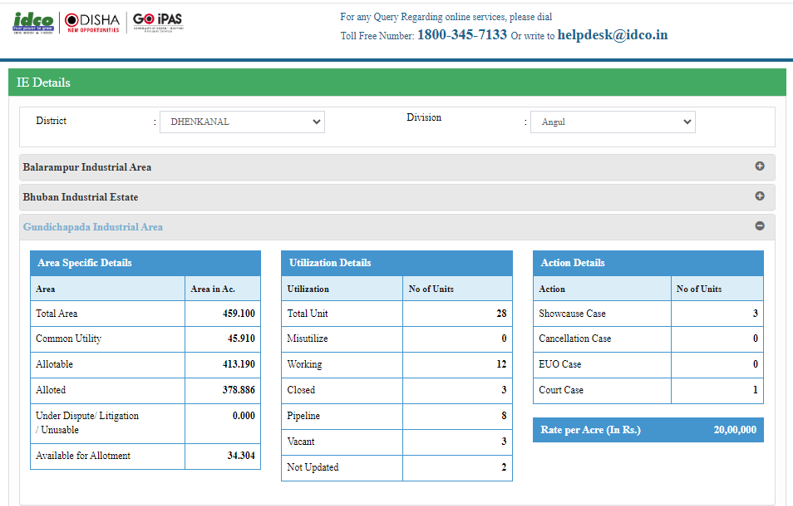 idco
ODISHA
NEW OPPORTUNITIES
GO iPAS
For any Query Regarding online services, please dial
Toll Free Number: 1800-345-7133 Or write to helpdesk@idco.in
IE Details
District : DHENKANAL Division : Angul
Balarampur Industrial Area
Bhuban Industrial Estate
Gundichapada Industrial Area
Area Specific Details
Area Area in Ac.
Total Area 459.100
Common Utility 45.910
Allotable 413.190
Alloted 378.886
Under Dispute/ Litigation 0.000
/ Unusable
Available for Allotment 34.304
Utilization Details
Utilization No of Units
Total Unit 28
Misutilize 0
Working 12
Closed 3
Pipeline 8
Vacant 3
Not Updated 2
Action Details
Action No of Units
Showcause Case 3
Cancellation Case 0
EUO Case 0
Court Case 1
Rate per Acre (In Rs.) 20,00,000